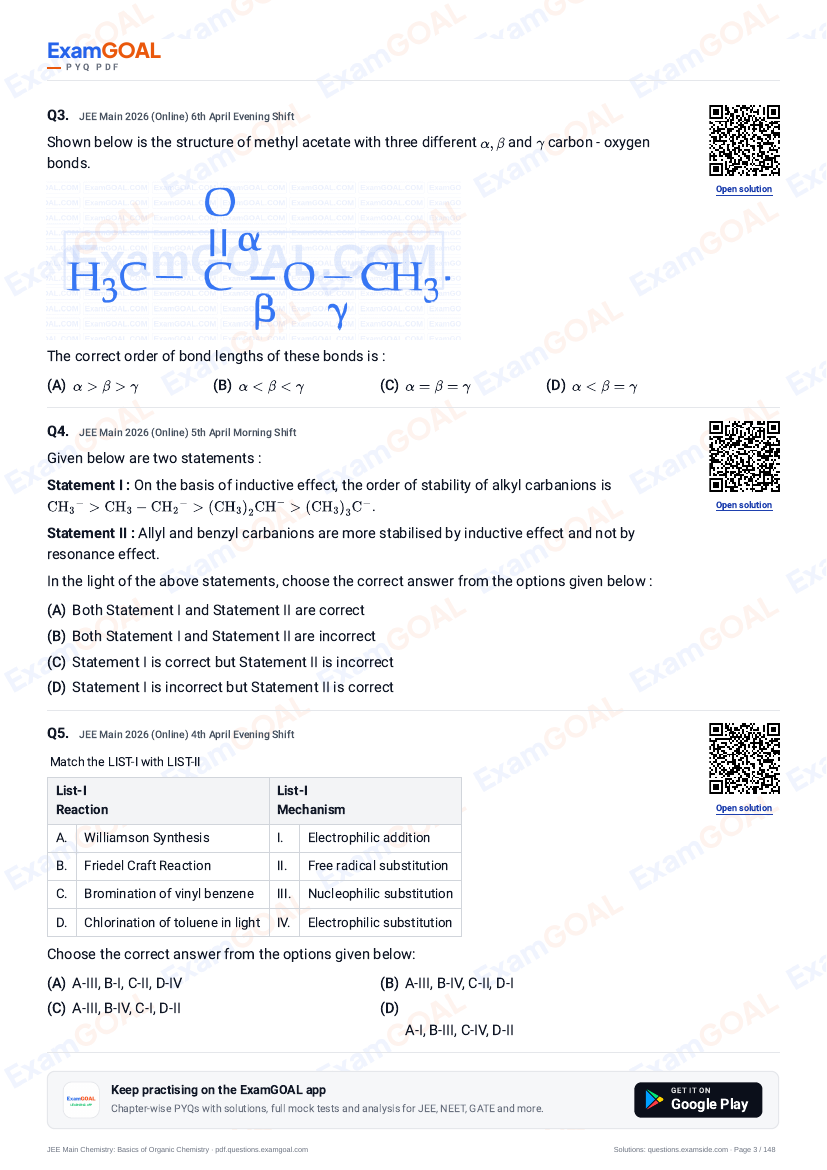 ExamGOAL
PYQ PDF
Q3. JEE Main 2026 (Online) 6th April Evening Shift
Shown below is the structure of methyl acetate with three different α, β and γ carbon - oxygen
bonds.
Open solution
O
|| α
H₃C — C — O — CH₃.
β γ
The correct order of bond lengths of these bonds is :
(A) α > β > γ (B) α < β < γ (C) α = β = γ (D) α < β = γ
Q4. JEE Main 2026 (Online) 5th April Morning Shift
Given below are two statements :
Statement I : On the basis of inductive effect, the order of stability of alkyl carbanions is
CH₃⁻ > CH₃ − CH₂⁻ > (CH₃)₂CH⁻ > (CH₃)₃C⁻.
Open solution
Statement II : Allyl and benzyl carbanions are more stabilised by inductive effect and not by
resonance effect.
In the light of the above statements, choose the correct answer from the options given below :
(A) Both Statement I and Statement II are correct
(B) Both Statement I and Statement II are incorrect
(C) Statement I is correct but Statement II is incorrect
(D) Statement I is incorrect but Statement II is correct
Q5. JEE Main 2026 (Online) 4th April Evening Shift
Match the LIST-I with LIST-II
List-I List-I
Reaction Mechanism
Open solution
A. Williamson Synthesis I. Electrophilic addition
B. Friedel Craft Reaction II. Free radical substitution
C. Bromination of vinyl benzene III. Nucleophilic substitution
D. Chlorination of toluene in light IV. Electrophilic substitution
Choose the correct answer from the options given below:
(A) A-III, B-I, C-II, D-IV (B) A-III, B-IV, C-II, D-I
(C) A-III, B-IV, C-I, D-II (D)
A-I, B-III, C-IV, D-II
Keep practising on the ExamGOAL app
Chapter-wise PYQs with solutions, full mock tests and analysis for JEE, NEET, GATE and more.
GET IT ON
Google Play
JEE Main Chemistry: Basics of Organic Chemistry · pdf.questions.examgoal.com Solutions: questions.examside.com · Page 3 / 148